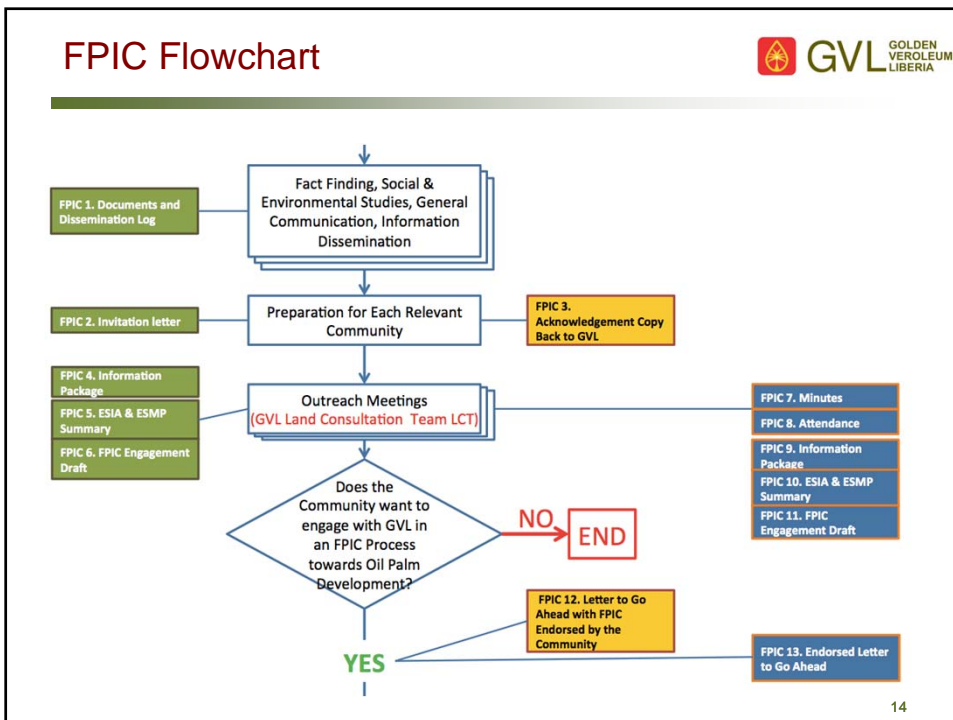 FPIC Flowchart
GVL GOLDEN
VEROLEUM
LIBERIA
Fact Finding, Social &
Environmental Studies, General
Communication, Information
Dissemination
FPIC 1. Documents and
Dissemination Log
Preparation for Each Relevant
Community
FPIC 2. Invitation letter
FPIC 3.
Acknowledgement Copy
Back to GVL
FPIC 4. Information
Package
FPIC 5. ESIA & ESMP
Summary
FPIC 6. FPIC Engagement
Draft
Outreach Meetings
(GVL Land Consultation Team LCT)
FPIC 7. Minutes
FPIC 8. Attendance
FPIC 9. Information
Package
FPIC 10. ESIA & ESMP
Summary
FPIC 11. FPIC
Engagement Draft
Does the
Community want to
engage with GVL in
an FPIC Process
towards Oil Palm
Development?
NO
END
FPIC 12. Letter to Go
Ahead with FPIC
Endorsed by the
Community
YES
FPIC 13. Endorsed Letter
to Go Ahead
14